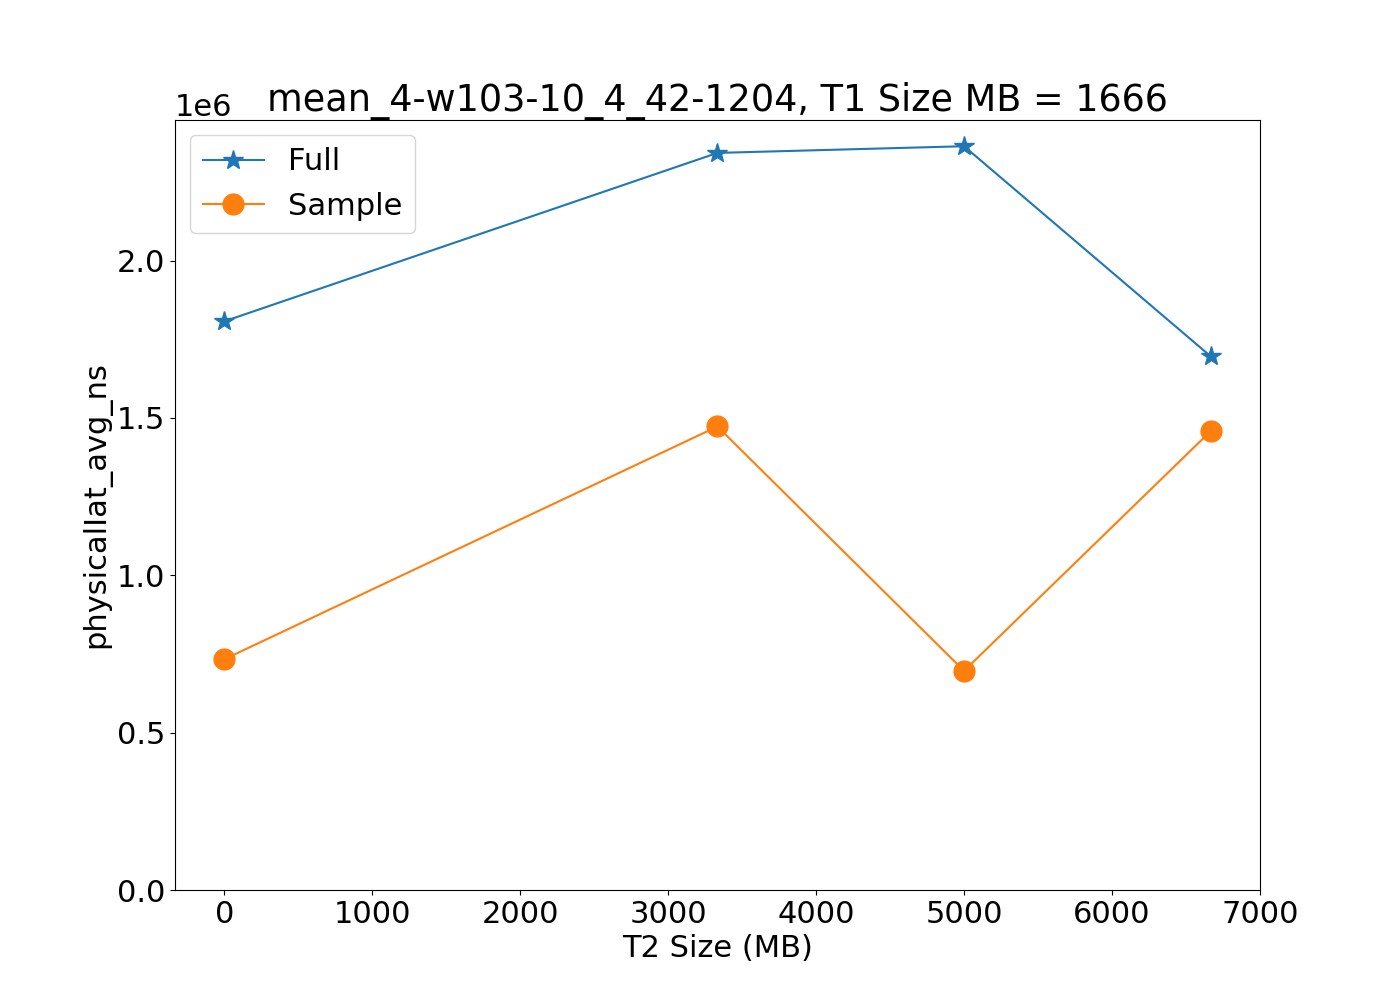 1e6
mean_4-w103-10_4_42-1204, T1 Size MB = 1666
Full
Sample
2.0
1.5
1.0
0.5
0.0
physicallat_avg_ns
0 1000 2000 3000 4000 5000 6000 7000
T2 Size (MB)